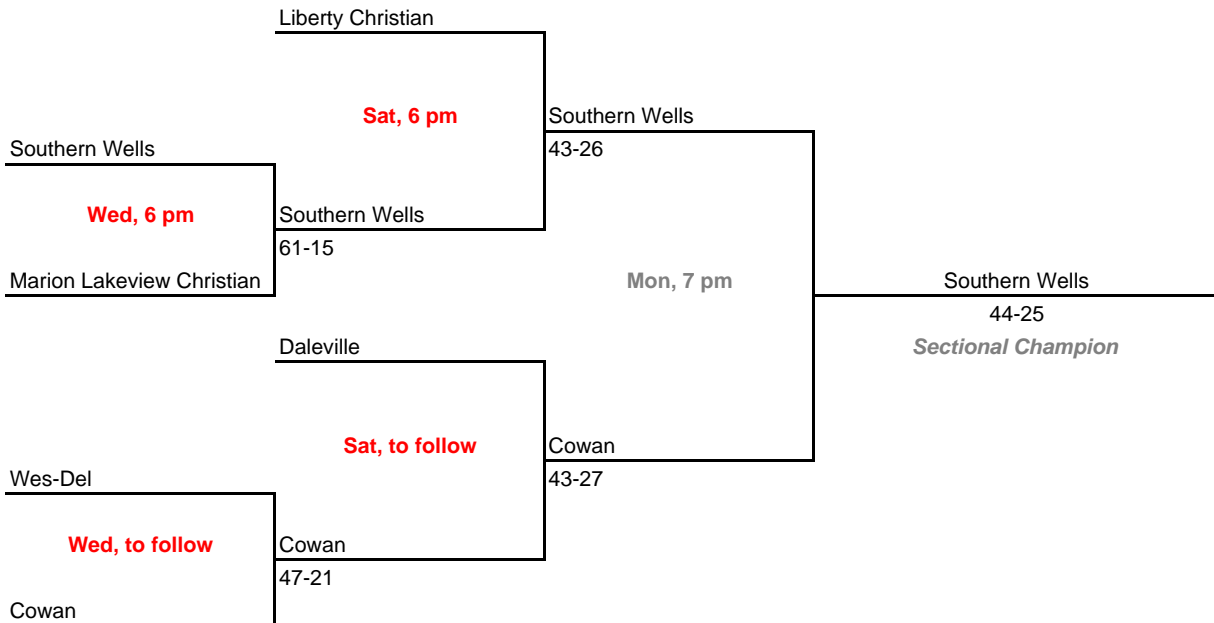 Liberty Christian
Sat, 6 pm
Southern Wells
Southern Wells
43-26
Wed, 6 pm
Southern Wells
61-15
Marion Lakeview Christian
Mon, 7 pm
Southern Wells
44-25
Daleville
Sectional Champion
Sat, to follow
Cowan
Wes-Del
43-27
Wed, to follow
Cowan
47-21
Cowan